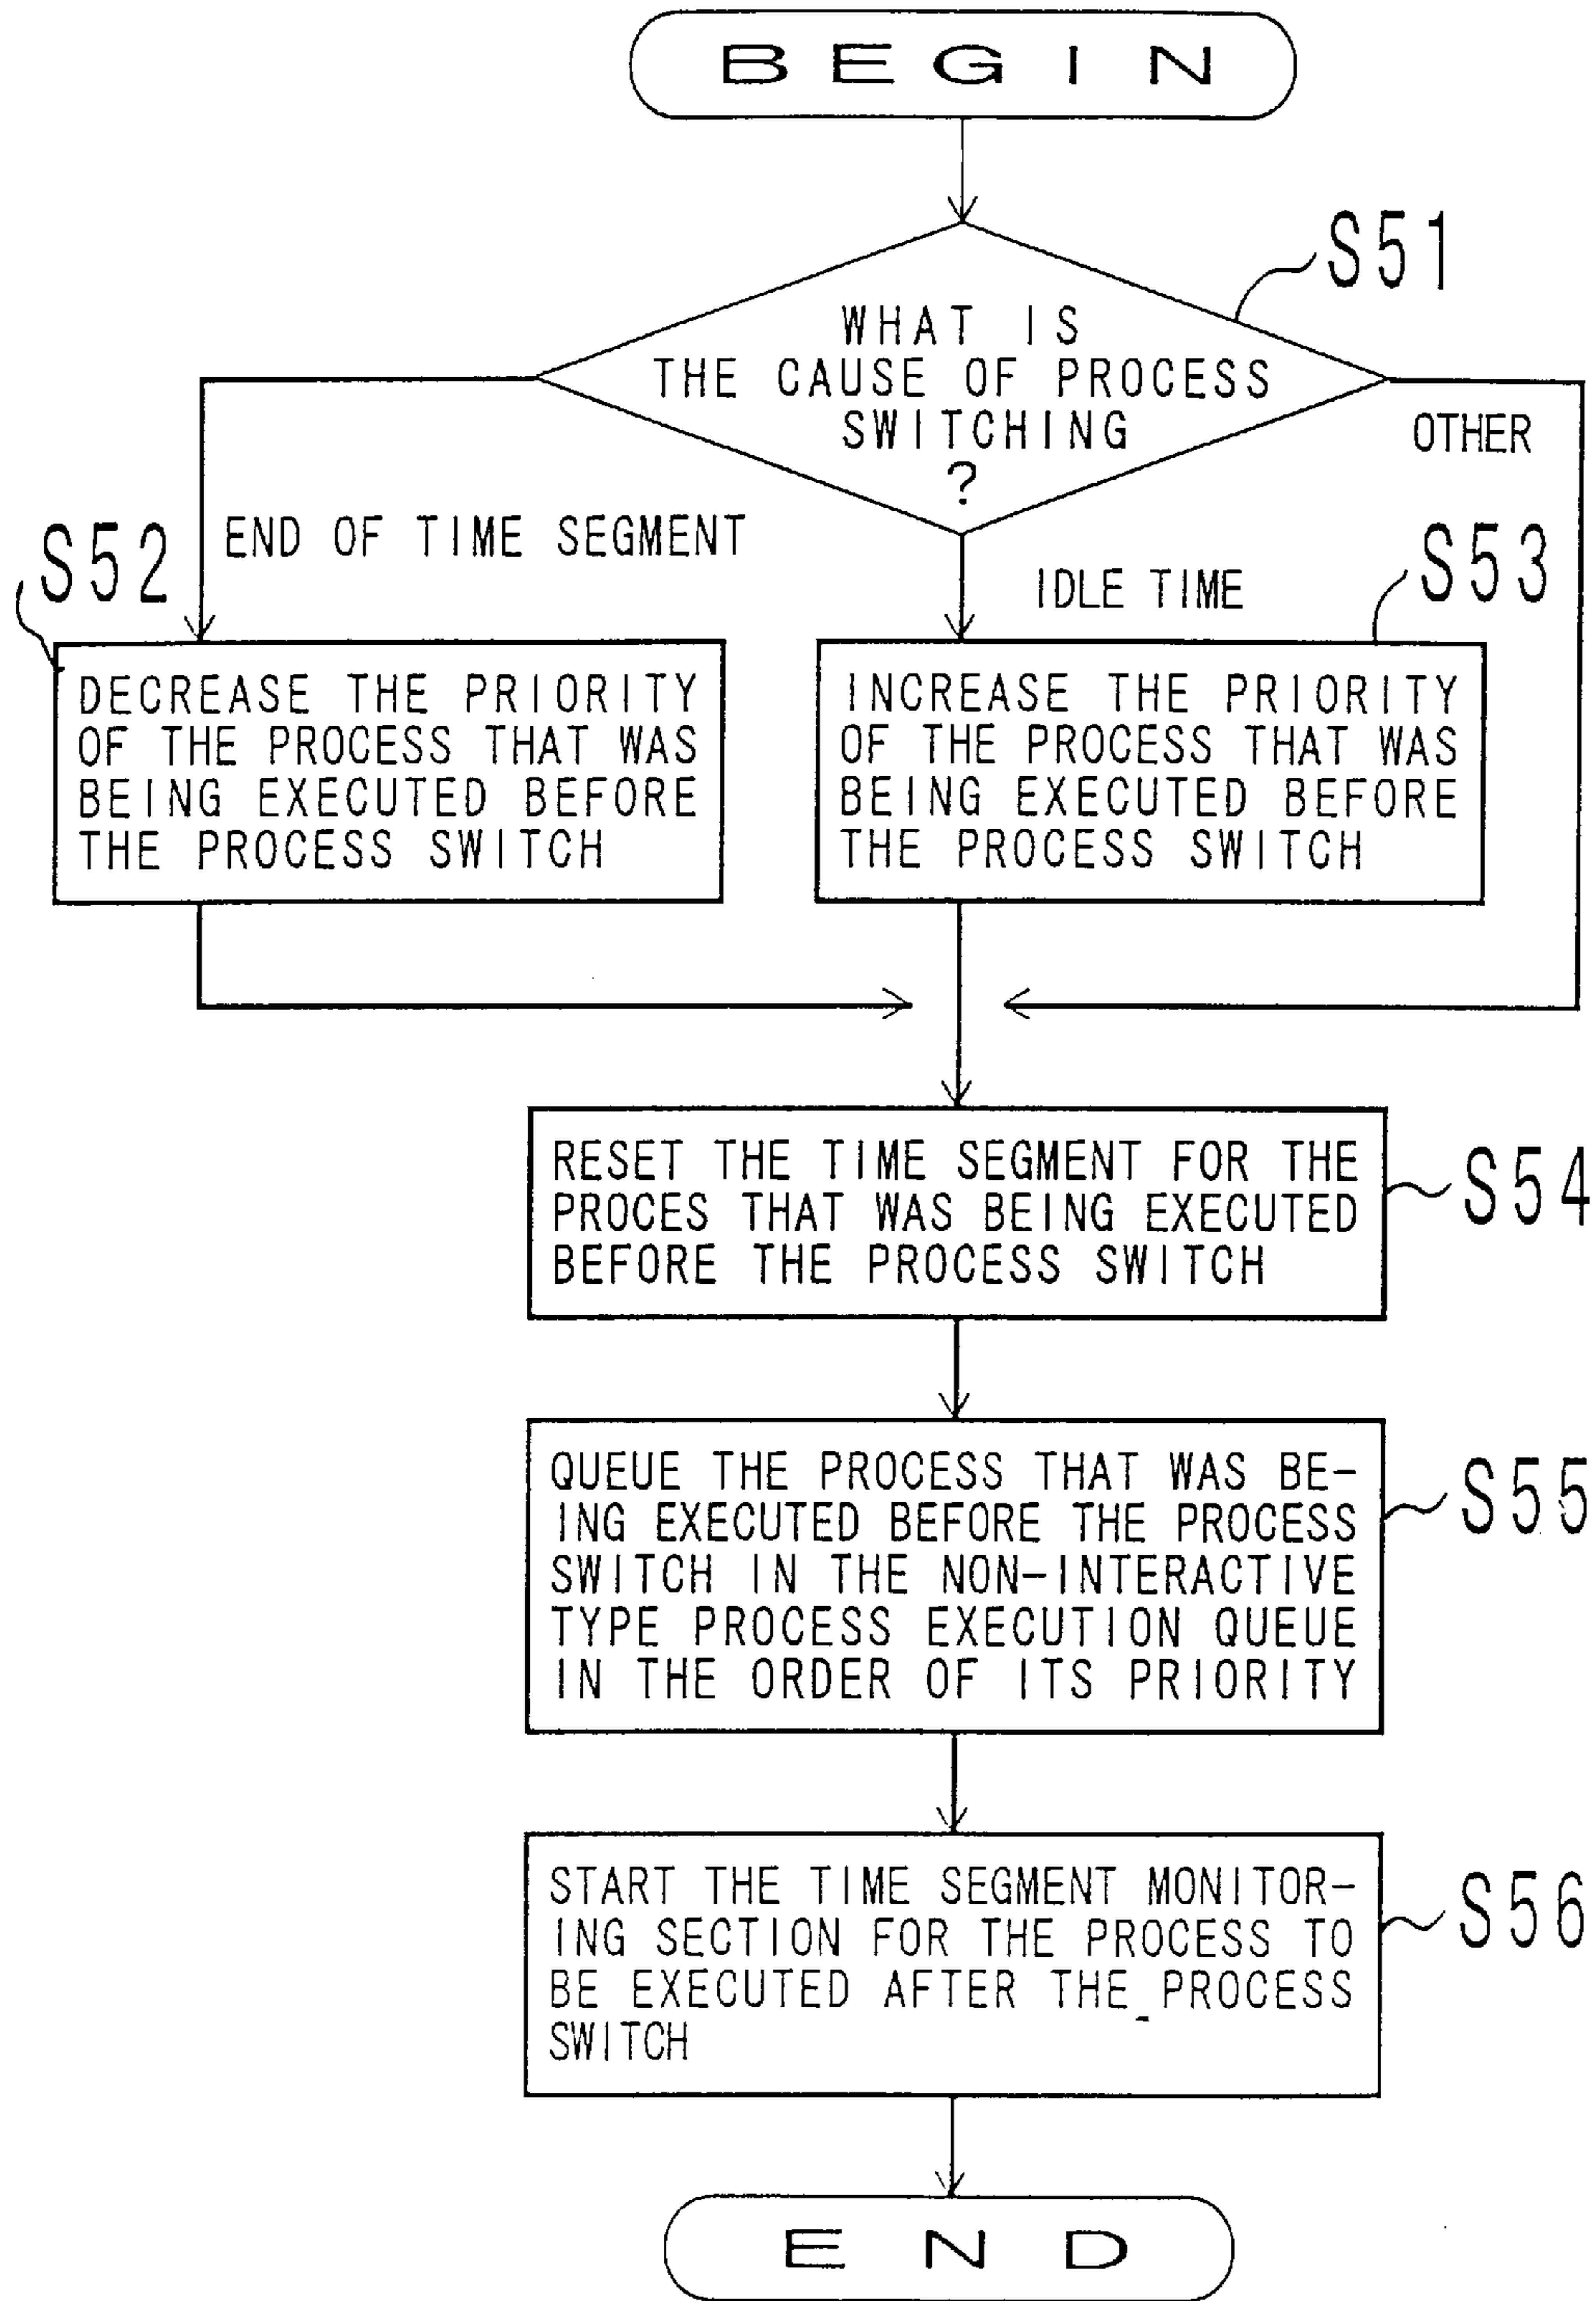 BEGIN
S51
WHAT IS
THE CAUSE OF PROCESS
SWITCHING
?
OTHER
END OF TIME SEGMENT
IDLE TIME
S52
DECREASE THE PRIORITY
OF THE PROCESS THAT WAS
BEING EXECUTED BEFORE
THE PROCESS SWITCH
S53
INCREASE THE PRIORITY
OF THE PROCESS THAT WAS
BEING EXECUTED BEFORE
THE PROCESS SWITCH
RESET THE TIME SEGMENT FOR THE
PROCES THAT WAS BEING EXECUTED
BEFORE THE PROCESS SWITCH
S54
QUEUE THE PROCESS THAT WAS BE-
ING EXECUTED BEFORE THE PROCESS
SWITCH IN THE NON-INTERACTIVE
TYPE PROCESS EXECUTION QUEUE
IN THE ORDER OF ITS PRIORITY
S55
START THE TIME SEGMENT MONITOR-
ING SECTION FOR THE PROCESS TO
BE EXECUTED AFTER THE PROCESS
SWITCH
S56
END